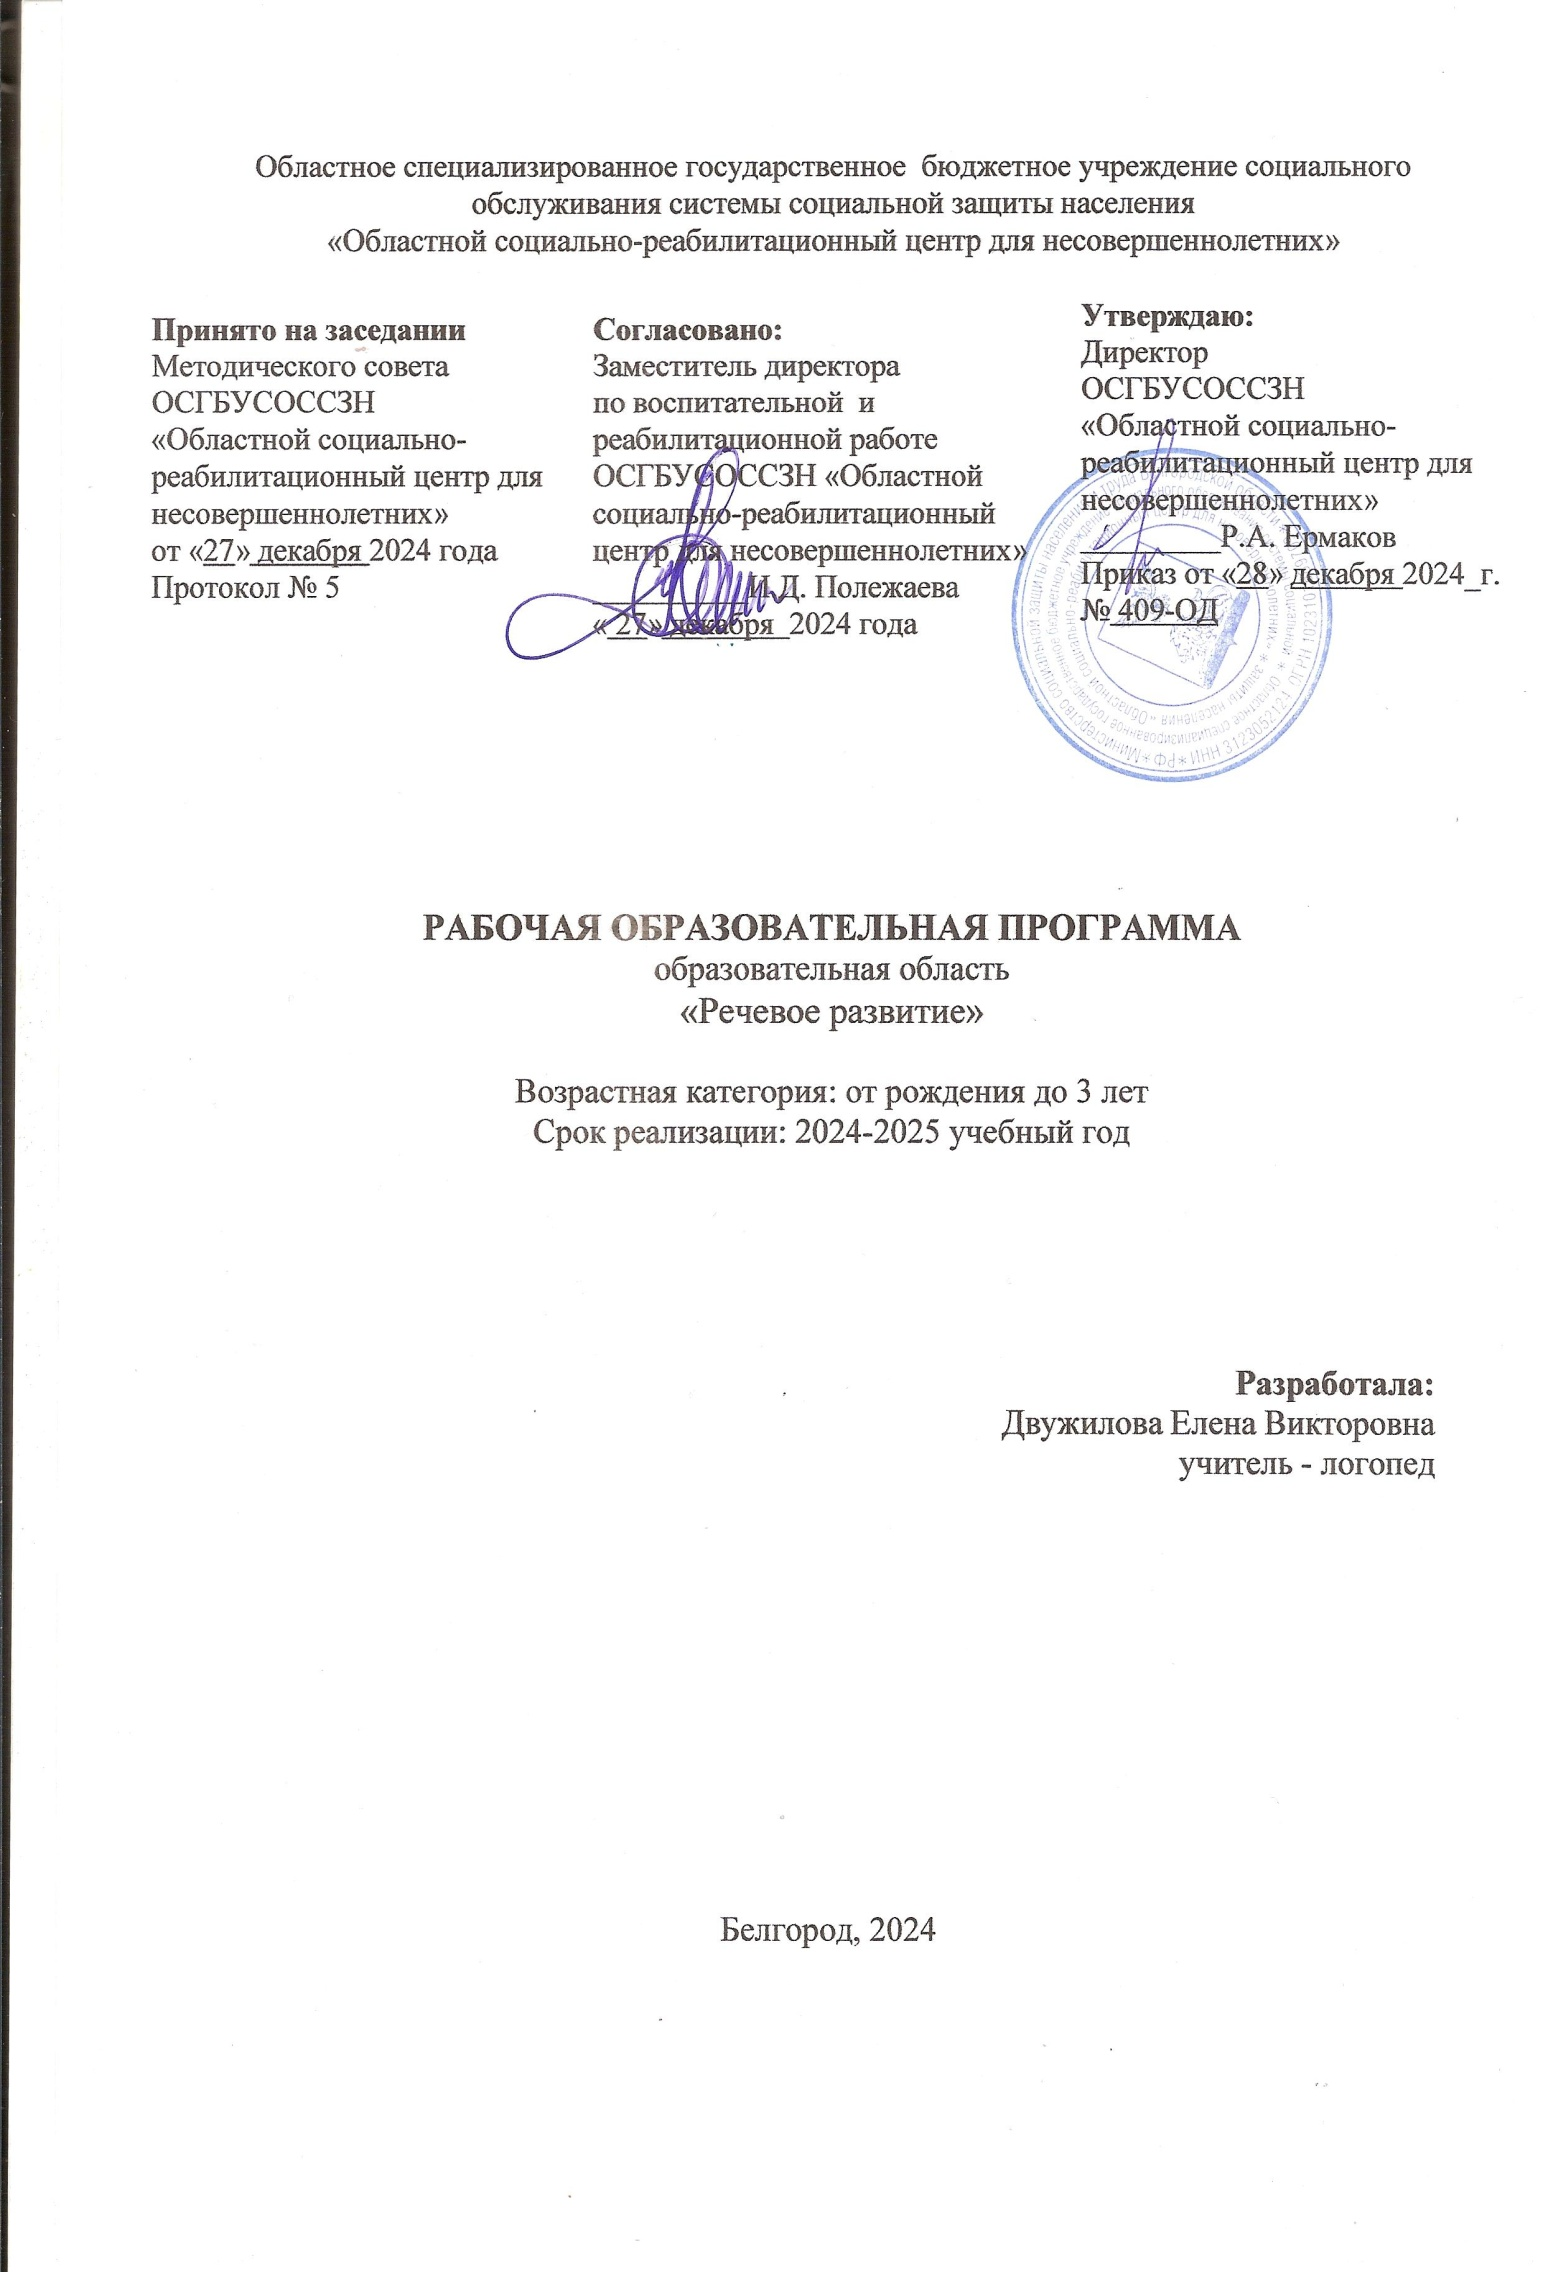 Областное специализированное государственное бюджетное учреждение социального
обслуживания системы социальной защиты населения
«Областной социально-реабилитационный центр для несовершеннолетних»
Принято на заседании
Методического совета
ОСГБУСОССЗН
«Областной социально-
реабилитационный центр для
несовершеннолетних»
от «27» декабря 2024 года
Протокол № 5
Согласовано:
Заместитель директора
по воспитательной и
реабилитационной работе
ОСГБУСОССЗН «Областной
социально-реабилитационный
центр для несовершеннолетних»
И.Д. Полежаева
« 27» декабря 2024 года
Утверждаю:
Директор
ОСГБУСОССЗН
«Областной социально-
реабилитационный центр для
несовершеннолетних»
_________Р.А. Ермаков
Приказ от «28» декабря 2024_г.
№ 409-ОД
РАБОЧАЯ ОБРАЗОВАТЕЛЬНАЯ ПРОГРАММА
образовательная область
«Речевое развитие»
Возрастная категория: от рождения до 3 лет
Срок реализации: 2024-2025 учебный год
Разработала:
Двужилова Елена Викторовна
учитель - логопед
Белгород, 2024